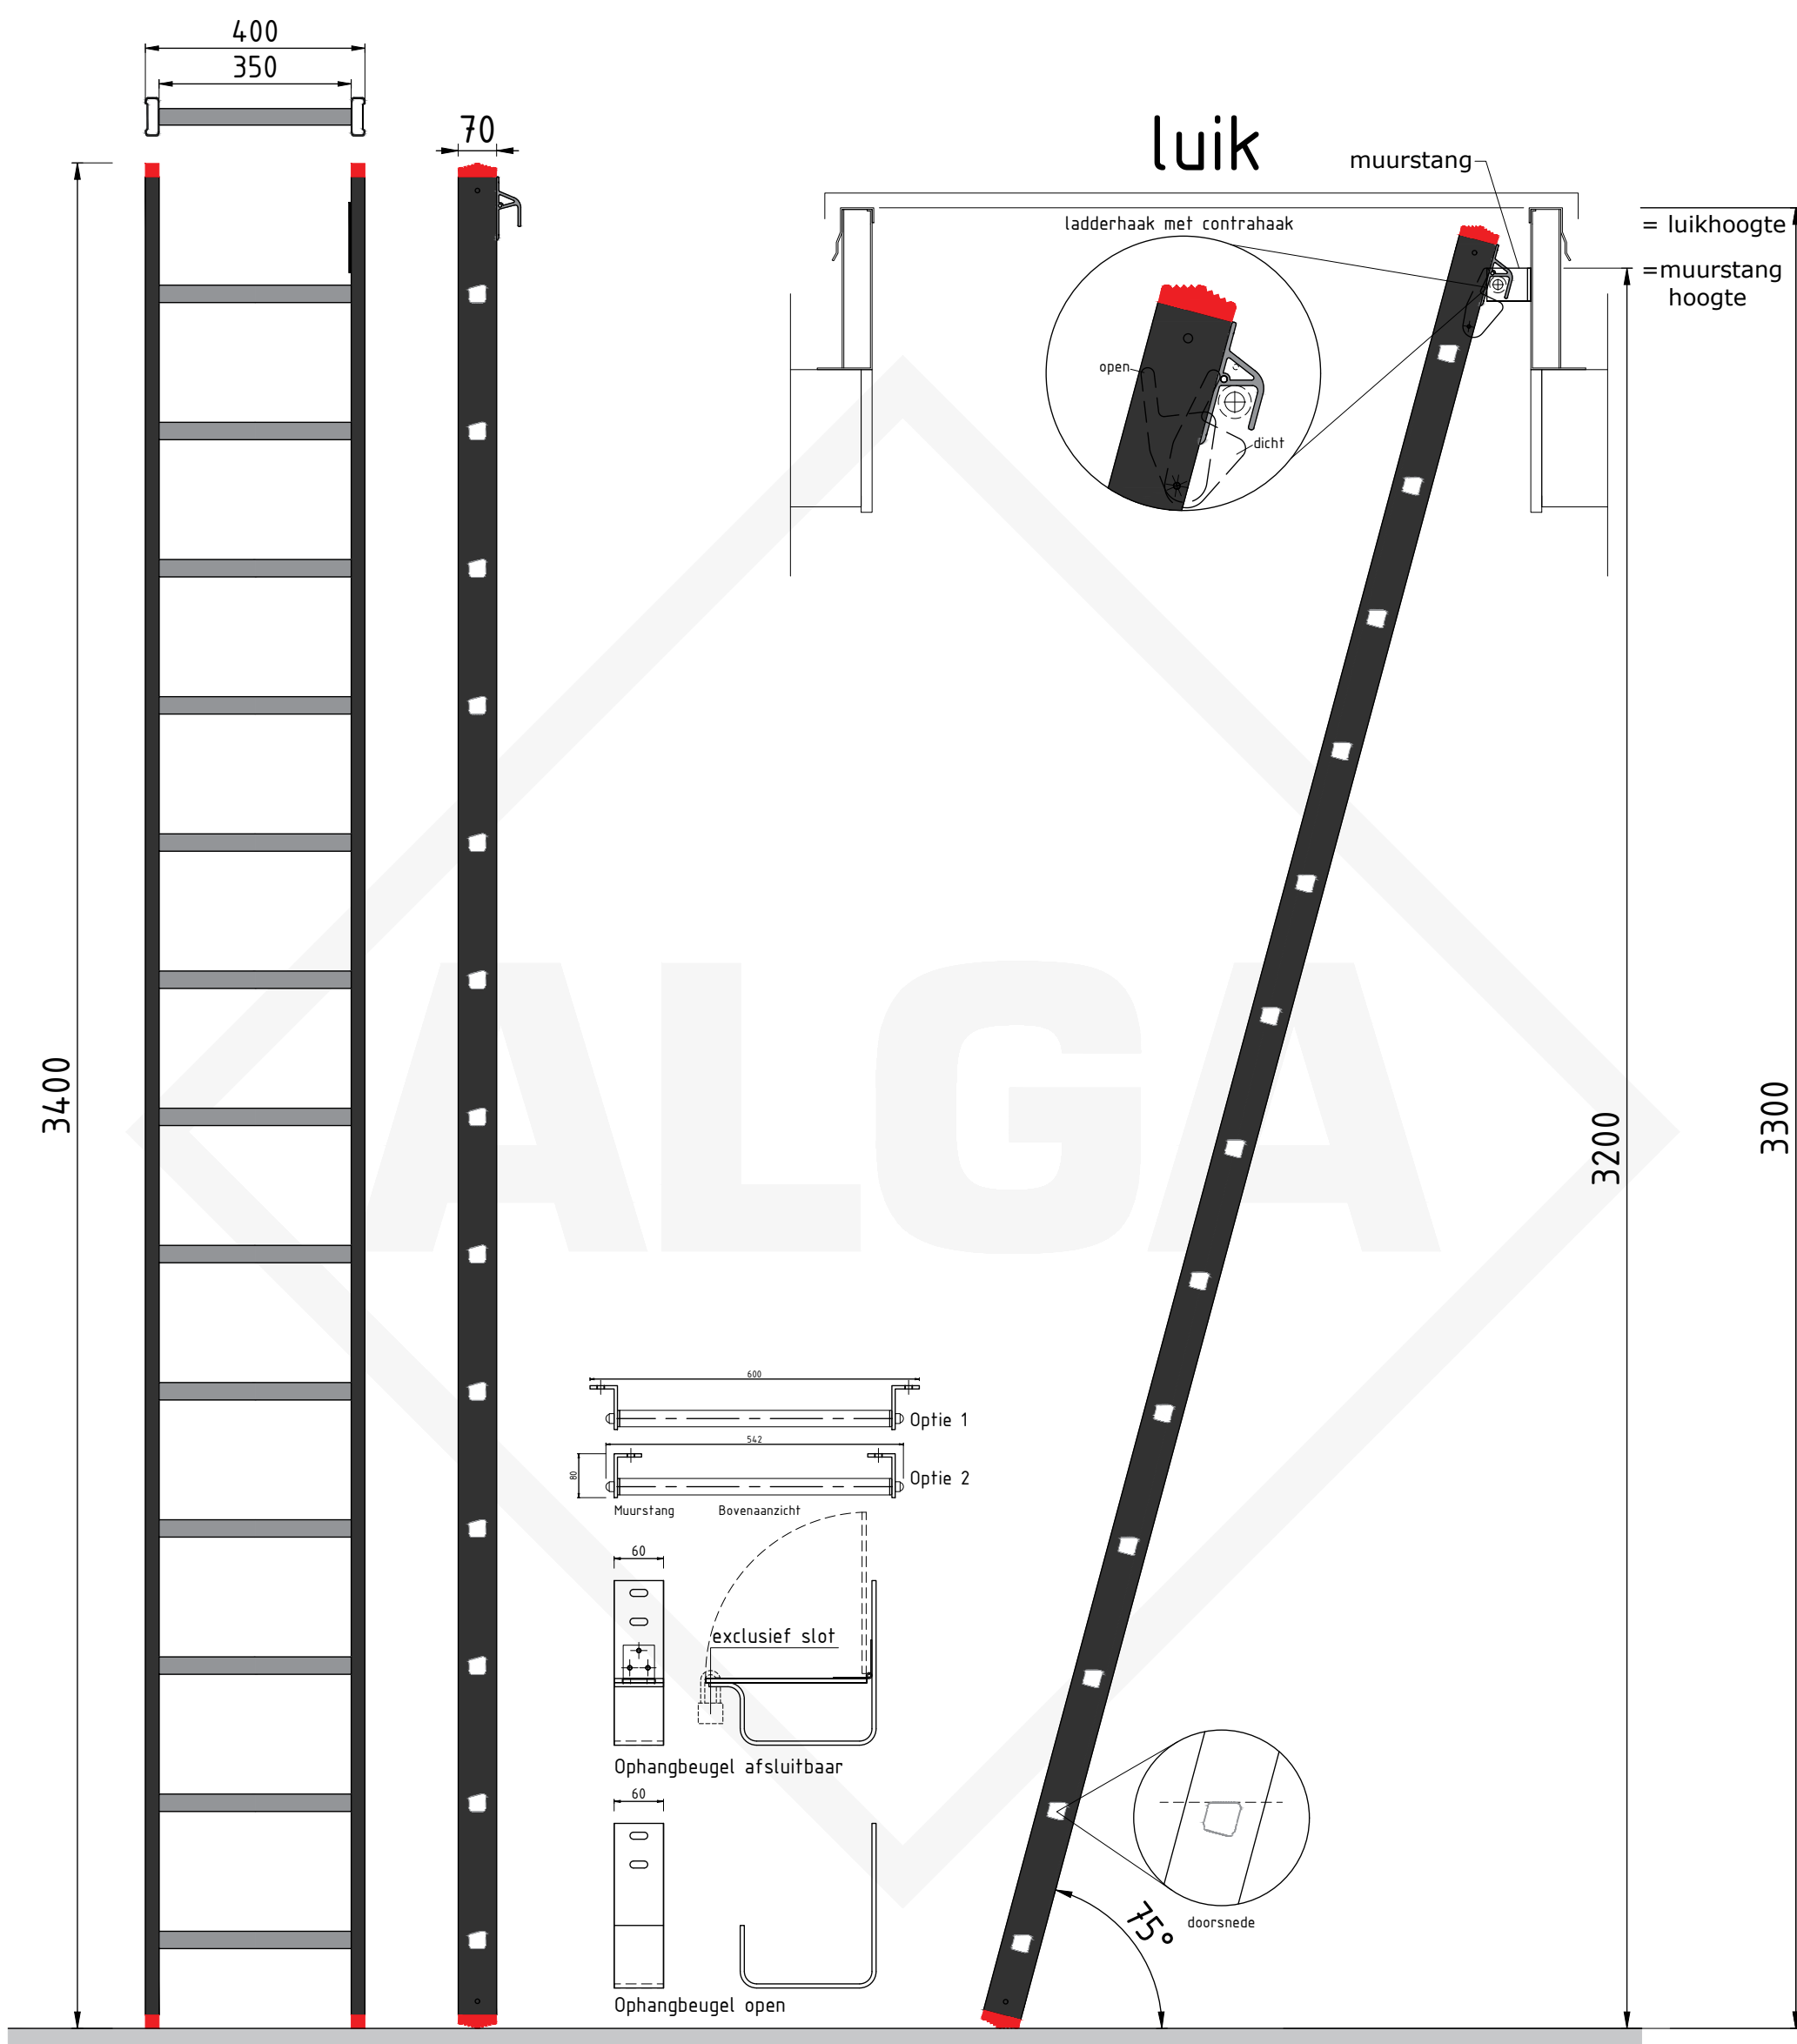 400
350
70
luik
muurstang
= luikhoogte
ladderhaak met contrahaak
=muurstang
hoogte
open
dicht
3400
ALGA
3200
3300
600
Optie 1
542
80
Optie 2
Muurstang
Bovenaanzicht
60
exclusief slot
Ophangbeugel afsluitbaar
60
75°
doorsnede
Ophangbeugel open